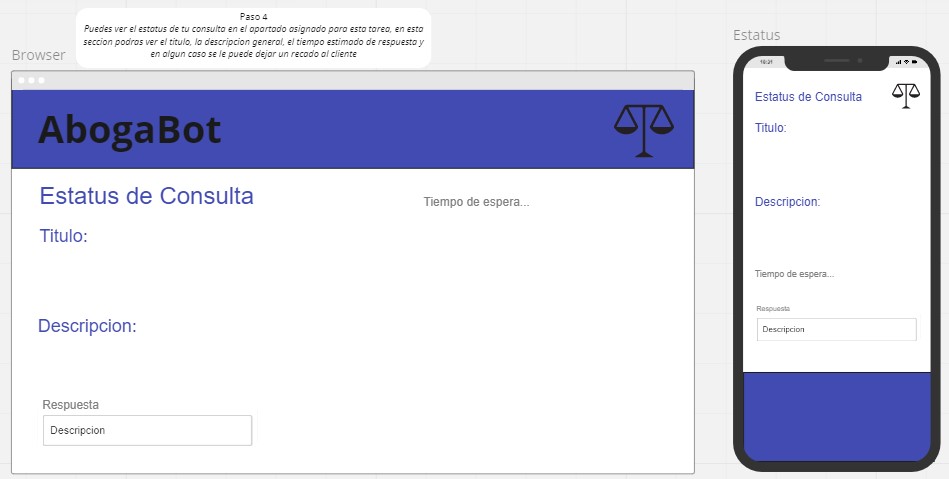 Paso 4
Puedes ver el estatus de tu consulta en el apartado asignado para esta tarea, en esta
seccion podras ver el titulo, la descripcion general, el tiempo estimado de respuesta y
en algun caso se le puede dejar un recado al cliente
Browser
AbogaBot
Estatus de Consulta
Tiempo de espera...
Titulo:
Descripcion:
Respuesta
Descripcion
Estatus
10:21
Estatus de Consulta
Titulo:
Descripcion:
Tiempo de espera...
Respuesta
Descripcion